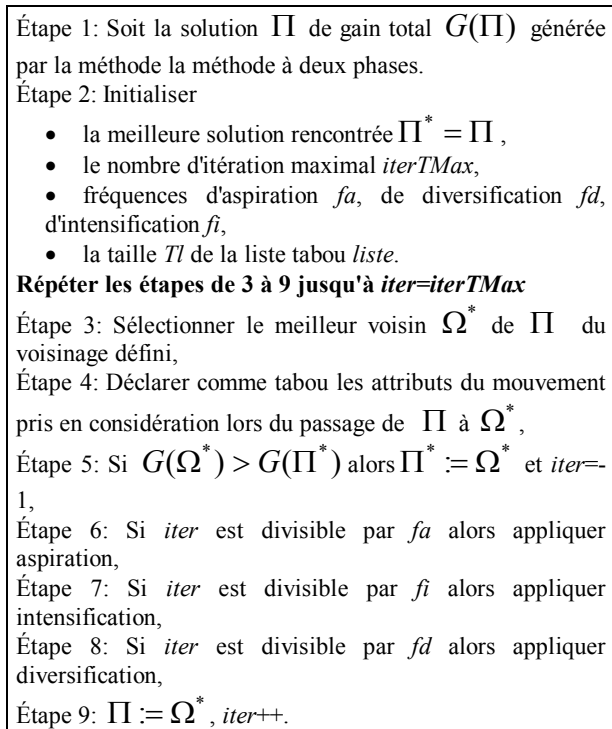 Étape 1: Soit la solution Π de gain total G(Π) générée
par la méthode la méthode à deux phases.
Étape 2: Initialiser
• la meilleure solution rencontrée Π* = Π ,
• le nombre d'itération maximal iterTMax,
• fréquences d'aspiration fa, de diversification fd,
d'intensification fi,
• la taille Tl de la liste tabou liste.
Répéter les étapes de 3 à 9 jusqu'à iter=iterTMax
Étape 3: Sélectionner le meilleur voisin Ω* de Π du
voisinage défini,
Étape 4: Déclarer comme tabou les attributs du mouvement
pris en considération lors du passage de Π à Ω*,
Étape 5: Si G(Ω*) > G(Π*) alors Π* := Ω* et iter=-
1,
Étape 6: Si iter est divisible par fa alors appliquer
aspiration,
Étape 7: Si iter est divisible par fi alors appliquer
intensification,
Étape 8: Si iter est divisible par fd alors appliquer
diversification,
Étape 9: Π := Ω* , iter++.